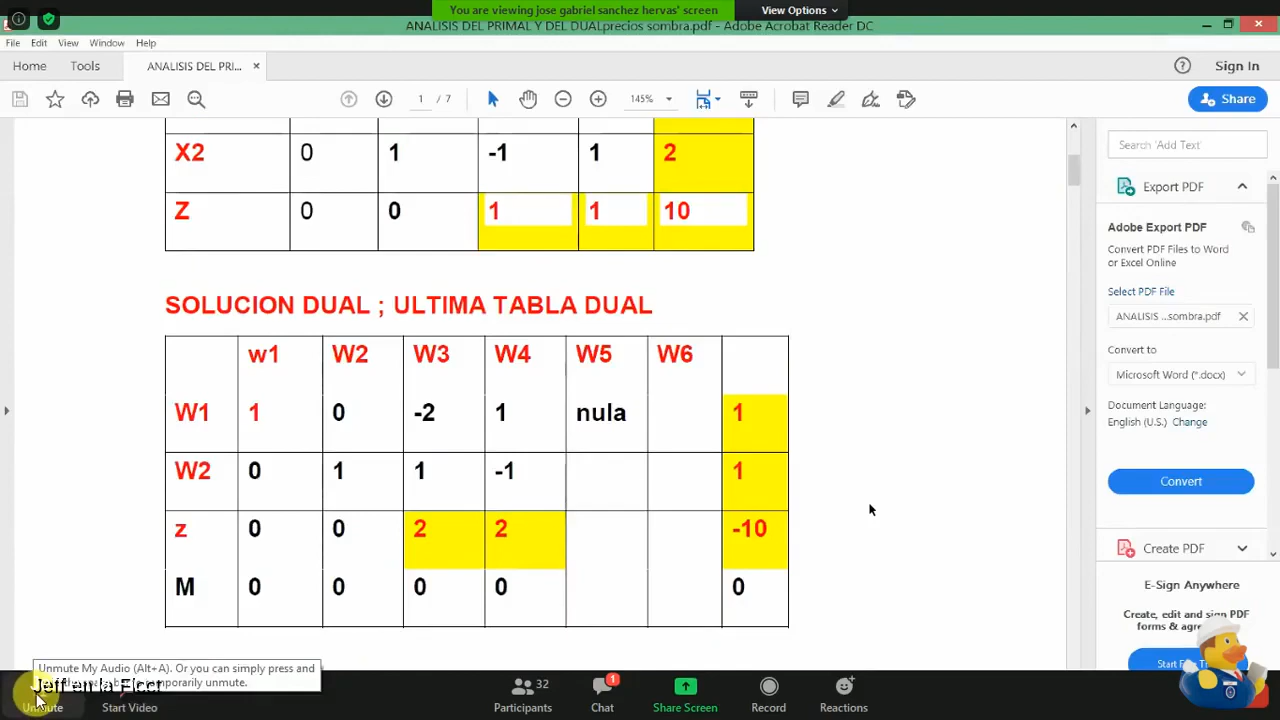 You are viewing jose gabriel sanchez hervas' screen
View Options
ANALISIS DEL PRIMAL Y DEL DUALprecios sombra.pdf - Adobe Acrobat Reader DC
File Edit View Window Help
Home Tools ANALISIS DEL PRI... × Sign In
1 / 7 145% Share
X2 0 1 -1 1 2
Z 0 0 1 1 10
SOLUCION DUAL ; ULTIMA TABLA DUAL
w1 W2 W3 W4 W5 W6
W1 1 0 -2 1 nula 1
W2 0 1 1 -1 1
z 0 0 2 2 -10
M 0 0 0 0 0
Search 'Add Text'
Export PDF
Adobe Export PDF
Convert PDF Files to Word
or Excel Online
Select PDF File
ANALISIS ...sombra.pdf
Convert to
Microsoft Word (*.docx)
Document Language:
English (U.S.) Change
Convert
Create PDF
E-Sign Anywhere
Create, edit and sign PDF
forms &
Unmute My Audio (Alt+A). Or you can simply press and
temporarily unmute.
Unmute
Start Video
32
Participants
1
Chat
Share Screen
Record
Reactions